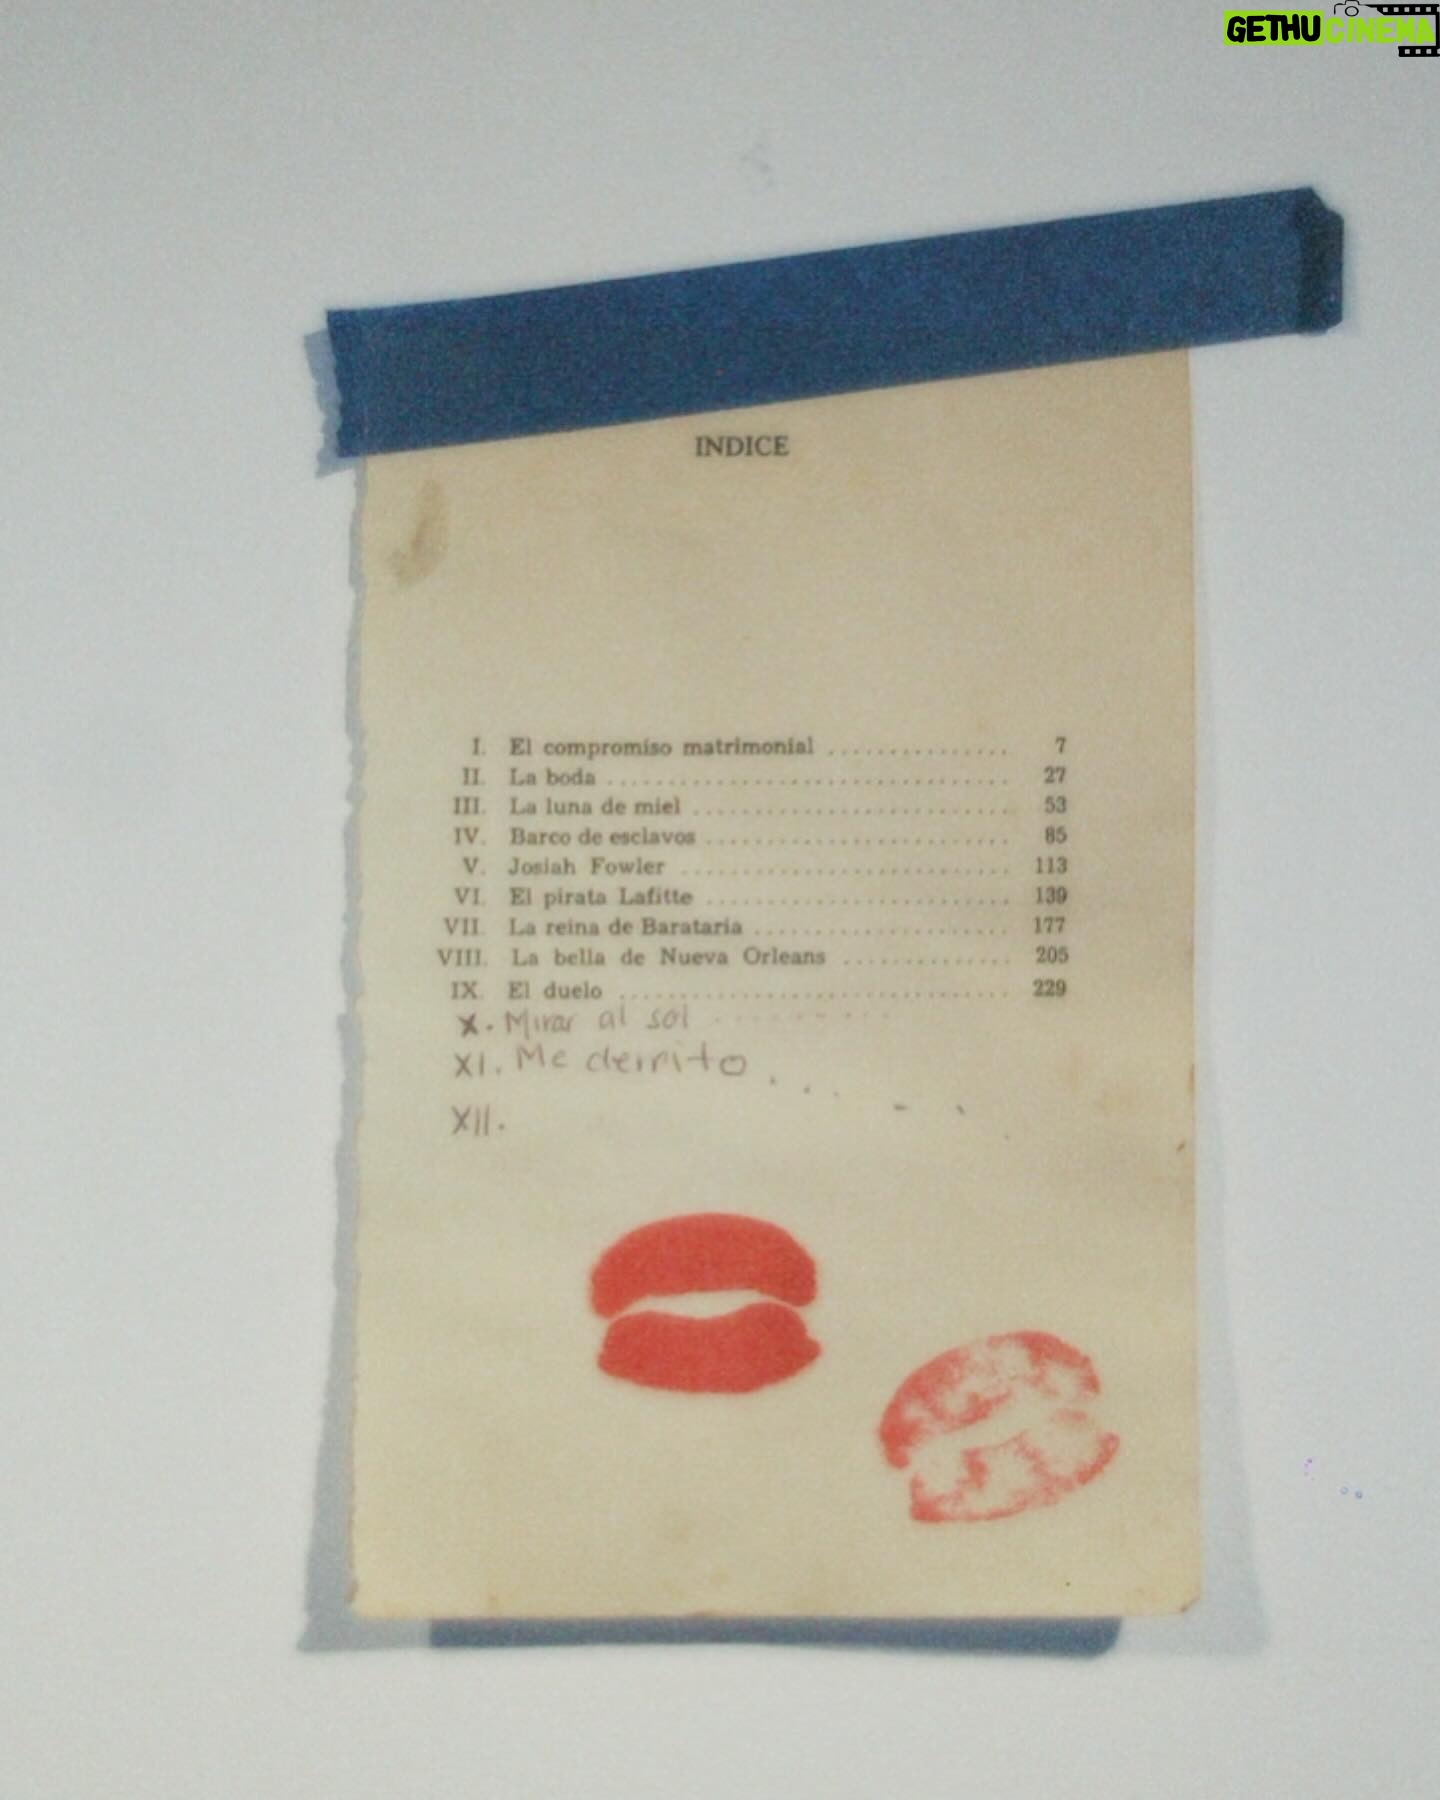 GETHUCINEMA
INDICE
I. El compromiso matrimonial ............... 7
II. La boda ................................. 27
III. La luna de miel .......................... 53
IV. Barco de esclavos ......................... 85
V. Josiah Fowler ........................... 113
VI. El pirata Lafitte ......................... 139
VII. La reina de Barataria ..................... 177
VIII. La bella de Nueva Orleans .............. 205
IX. El duelo ................................ 229
X. Mirar al sol .........
XI. Me derrito . . . - .
XII.